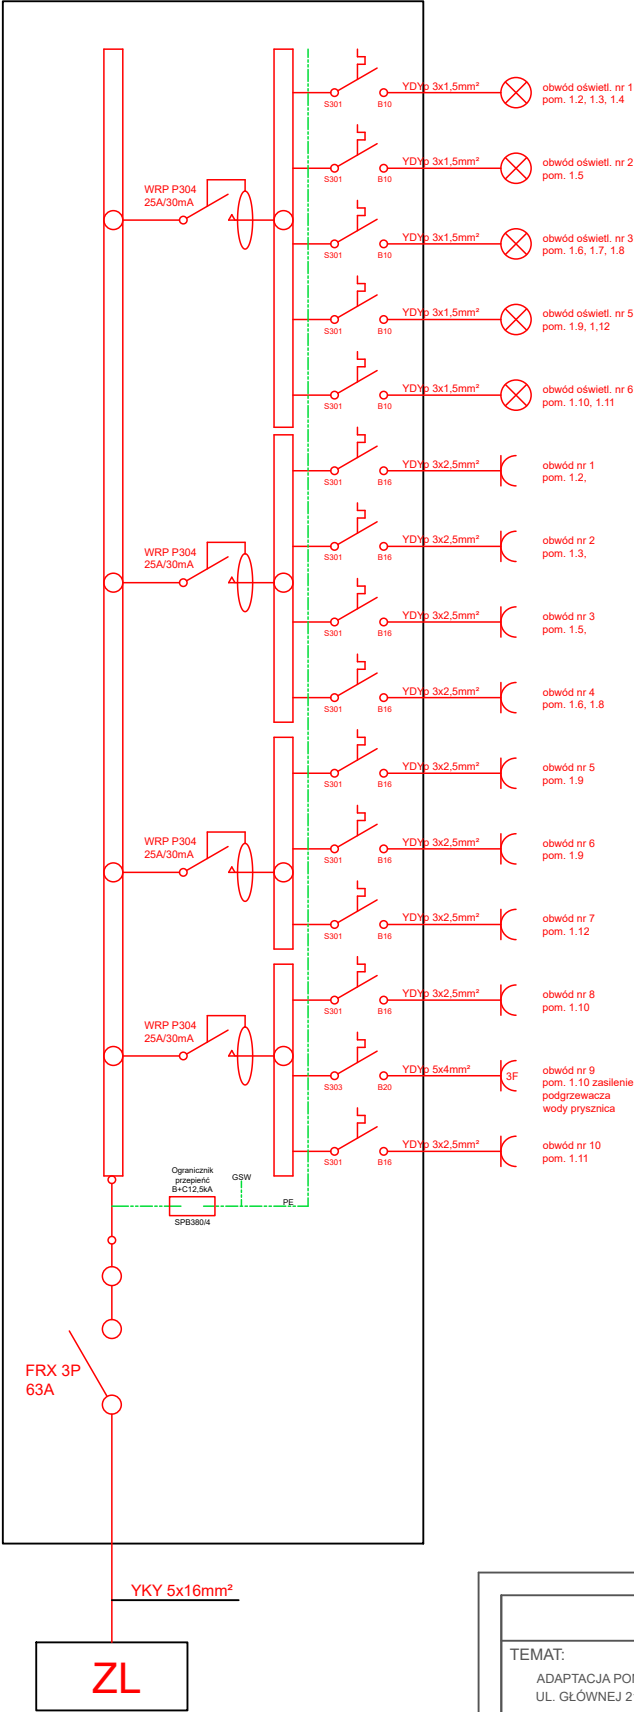 YDYp 3x1,5mm²
S301
B10
obwód oświetl. nr 1
pom. 1.2, 1.3, 1.4
YDYp 3x1,5mm²
S301
B10
obwód oświetl. nr 2
pom. 1.5
WRP P304
25A/30mA
YDYp 3x1,5mm²
S301
B10
obwód oświetl. nr 3
pom. 1.6, 1.7, 1.8
YDYp 3x1,5mm²
S301
B10
obwód oświetl. nr 5
pom. 1.9, 1,12
YDYp 3x1,5mm²
S301
B10
obwód oświetl. nr 6
pom. 1.10, 1.11
YDYp 3x2,5mm²
S301
B16
obwód nr 1
pom. 1.2,
WRP P304
25A/30mA
YDYp 3x2,5mm²
S301
B16
obwód nr 2
pom. 1.3,
YDYp 3x2,5mm²
S301
B16
obwód nr 3
pom. 1.5,
YDYp 3x2,5mm²
S301
B16
obwód nr 4
pom. 1.6, 1.8
YDYp 3x2,5mm²
S301
B16
obwód nr 5
pom. 1.9
WRP P304
25A/30mA
YDYp 3x2,5mm²
S301
B16
obwód nr 6
pom. 1.9
YDYp 3x2,5mm²
S301
B16
obwód nr 7
pom. 1.12
YDYp 3x2,5mm²
S301
B16
obwód nr 8
pom. 1.10
WRP P304
25A/30mA
YDYp 5x4mm²
S303
B20
3F
obwód nr 9
pom. 1.10 zasilenie
podgrzewacza
wody prysznica
YDYp 3x2,5mm²
S301
B16
obwód nr 10
pom. 1.11
Ogranicznik
przepieńć
B+C12,5kA
SPB380/4
GSW
PE
FRX 3P
63A
YKY 5x16mm²
ZL
TEMAT:
ADAPTACJA
UL. GŁÓWNEJ